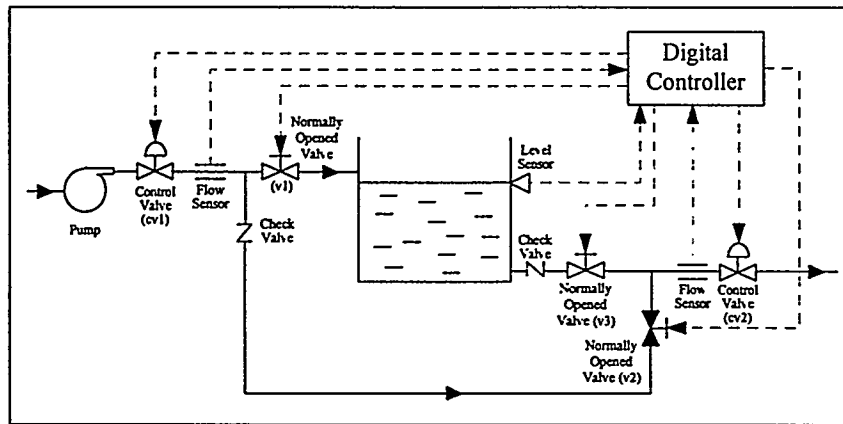 Digital
Controller
Normally
Opened
Valve
(v1)
Level
Sensor
Control
Valve
(cv1)
Flow
Sensor
Pump
Check
Valve
Check
Valve
Normally
Opened
Valve (v3)
Flow
Sensor
Control
Valve
(cv2)
Normally
Opened
Valve (v2)